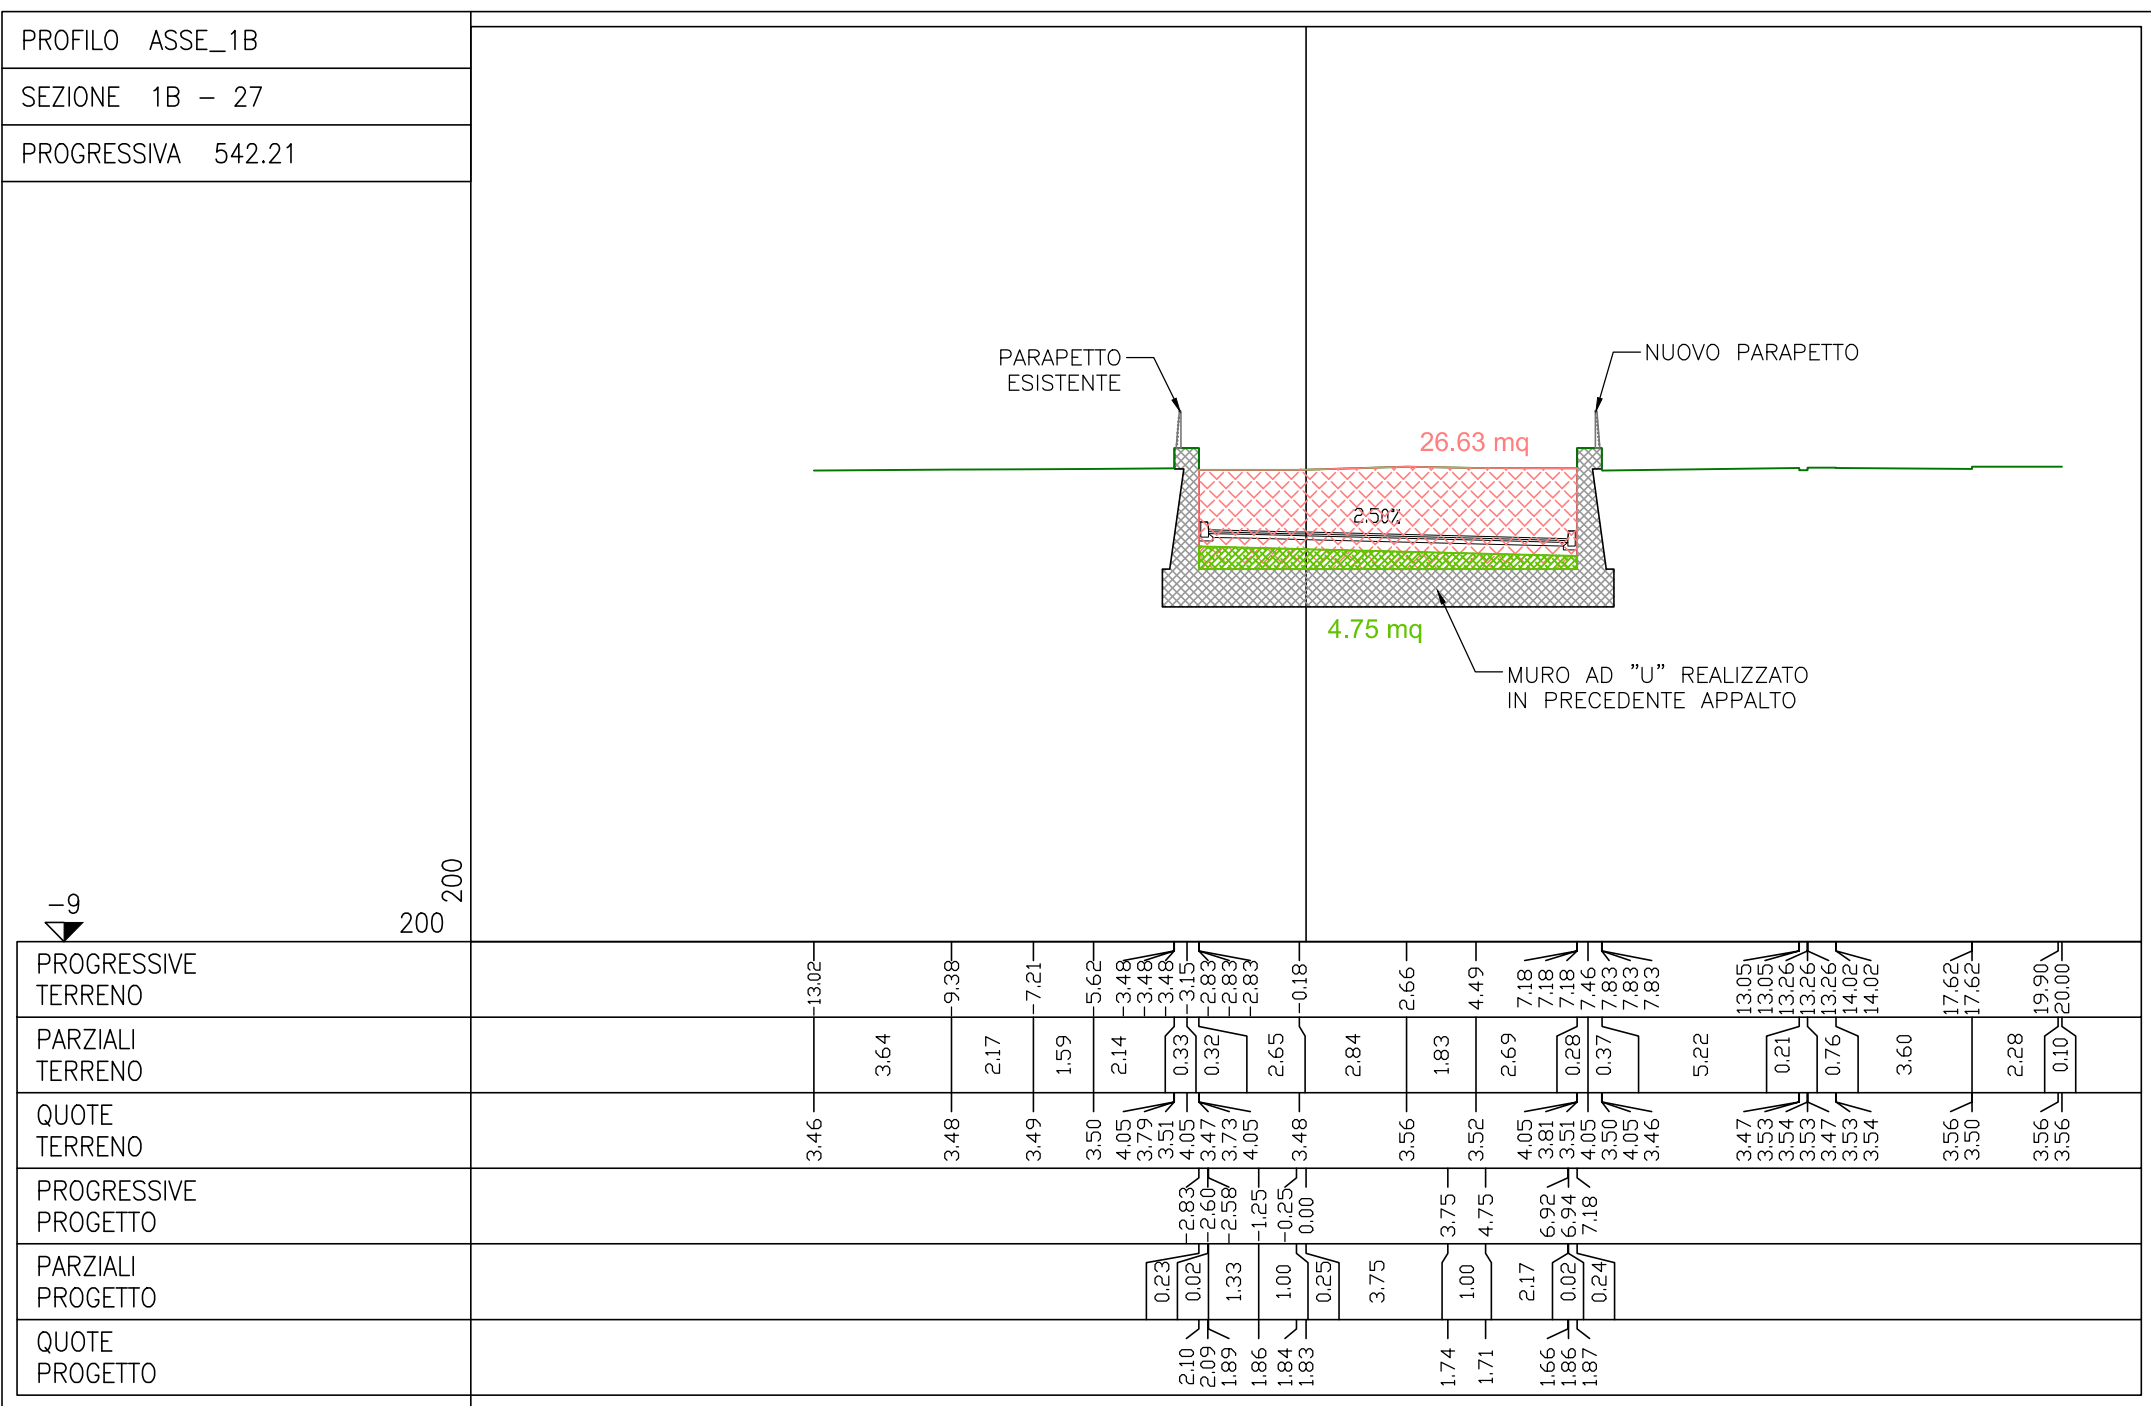 PROFILO ASSE_1B
SEZIONE 1B - 27
PROGRESSIVA 542.21
PARAPETTO
ESISTENTE
NUOVO PARAPETTO
26.63 mq
2.50%
4.75 mq
MURO AD "U" REALIZZATO
IN PRECEDENTE APPALTO
200
-9
200
PROGRESSIVE
TERRENO
-13.02 -9.38 -7.21 -5.62 -3.48 -3.48 -3.48 -3.15 -2.83 -2.83 -2.83 -0.18 2.66 4.49 7.18 7.18 7.18 7.46 7.83 7.83 7.83 13.05 13.05 13.26 13.26 13.26 14.02 14.02 17.62 17.62 19.90 20.00
PARZIALI
TERRENO
3.64 2.17 1.59 2.14 0.33 0.32 2.65 2.84 1.83 2.69 0.28 0.37 5.22 0.21 0.76 3.60 2.28 0.10
QUOTE
TERRENO
3.46 3.48 3.49 3.50 4.05 3.79 3.51 4.05 3.47 3.73 4.05 3.48 3.56 3.52 4.05 3.81 3.51 4.05 3.50 4.05 3.46 3.47 3.53 3.54 3.53 3.47 3.53 3.54 3.56 3.50 3.56 3.56
PROGRESSIVE
PROGETTO
-2.83 -2.60 -2.58 -1.25 -0.25 0.00 3.75 4.75 6.92 6.94 7.18
PARZIALI
PROGETTO
0.23 0.02 1.33 1.00 0.25 3.75 1.00 2.17 0.02 0.24
QUOTE
PROGETTO
2.10 2.09 1.89 1.86 1.84 1.83 1.74 1.71 1.66 1.86 1.87